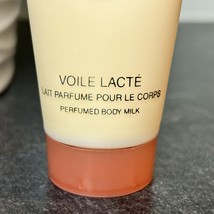 VOILE LACTÉ
LAIT PARFUMÉ POUR LE CORPS
PERFUMED BODY MILK